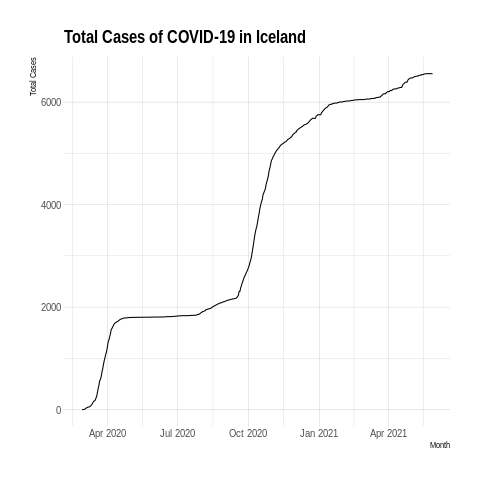 Total Cases of COVID-19 in Iceland
Total Cases
6000
4000
2000
0
Apr 2020 Jul 2020 Oct 2020 Jan 2021 Apr 2021
Month